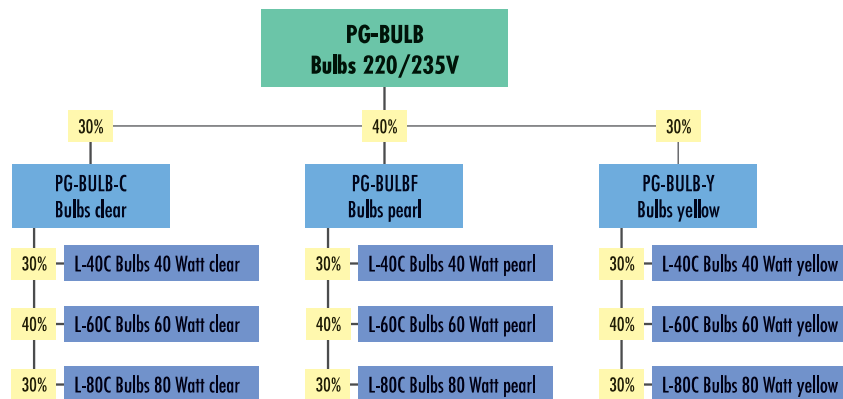 PG-BULB
Bulbs 220/235V
30%
40%
30%
PG-BULB-C
Bulbs clear
PG-BULBF
Bulbs pearl
PG-BULB-Y
Bulbs yellow
30%
L-40C Bulbs 40 Watt clear
30%
L-40C Bulbs 40 Watt pearl
30%
L-40C Bulbs 40 Watt yellow
40%
L-60C Bulbs 60 Watt clear
40%
L-60C Bulbs 60 Watt pearl
40%
L-60C Bulbs 60 Watt yellow
30%
L-80C Bulbs 80 Watt clear
30%
L-80C Bulbs 80 Watt pearl
30%
L-80C Bulbs 80 Watt yellow